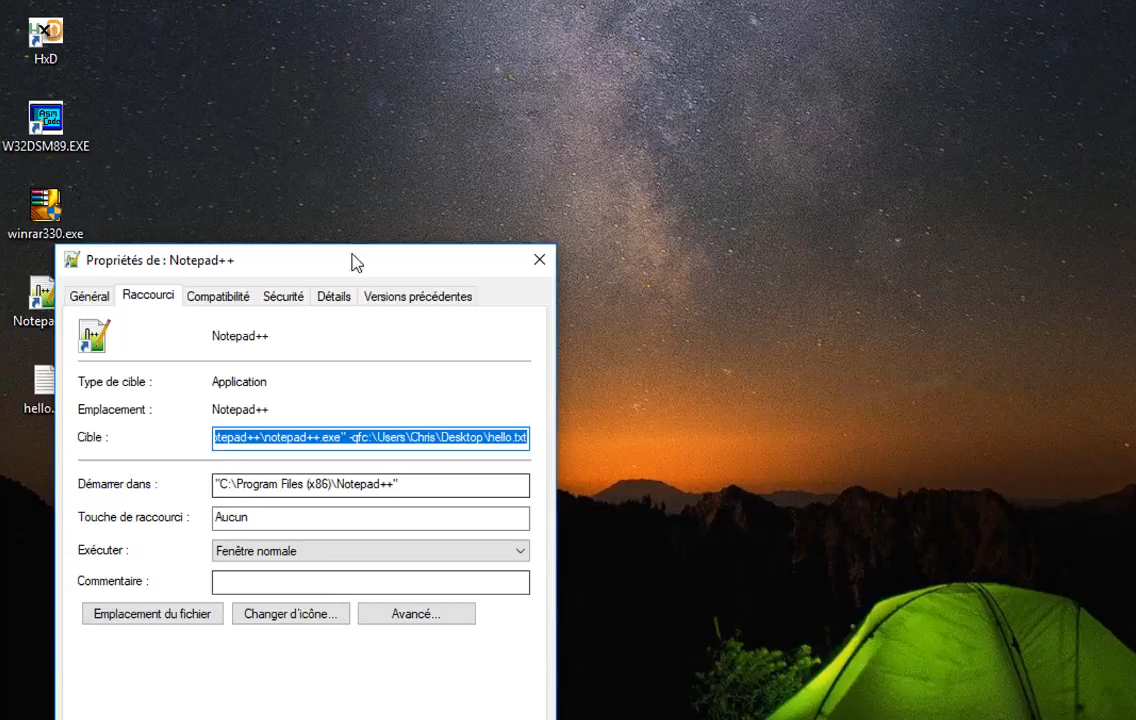 HxD
W32DSM89.EXE
winrar330.exe
Notepa
hello.
Propriétés de : Notepad++
Général Raccourci Compatibilité Sécurité Détails Versions précédentes
Notepad++
Type de cible : Application
Emplacement : Notepad++
Cible : otepad++\notepad++.exe" -qfc:\Users\Chris\Desktop\hello.txt
Démarrer dans : "C:\Program Files (x86)\Notepad++"
Touche de raccourci : Aucun
Exécuter : Fenêtre normale
Commentaire :
Emplacement du fichier Changer d'icône... Avancé...